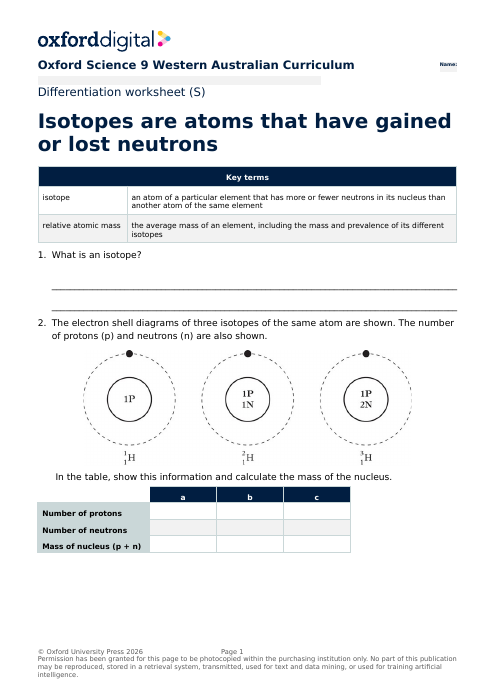 oxforddigital
Oxford Science 9 Western Australian Curriculum
Name:
Differentiation worksheet (S)
Isotopes are atoms that have gained
or lost neutrons
Key terms
isotope
an atom of a particular element that has more or fewer neutrons in its nucleus than
another atom of the same element
relative atomic mass
the average mass of an element, including the mass and prevalence of its different
isotopes
1. What is an isotope?
2. The electron shell diagrams of three isotopes of the same atom are shown. The number
of protons (p) and neutrons (n) are also shown.
1P
1P
1N
1P
2N
¹₁H
²₁H
³₁H
In the table, show this information and calculate the mass of the nucleus.
a b c
Number of protons
Number of neutrons
Mass of nucleus (p + n)
© Oxford University Press 2026 Page 1
Permission has been granted for this page to be photocopied within the purchasing institution only. No part of this publication
may be reproduced, stored in a retrieval system, transmitted, used for text and data mining, or used for training artificial
intelligence.